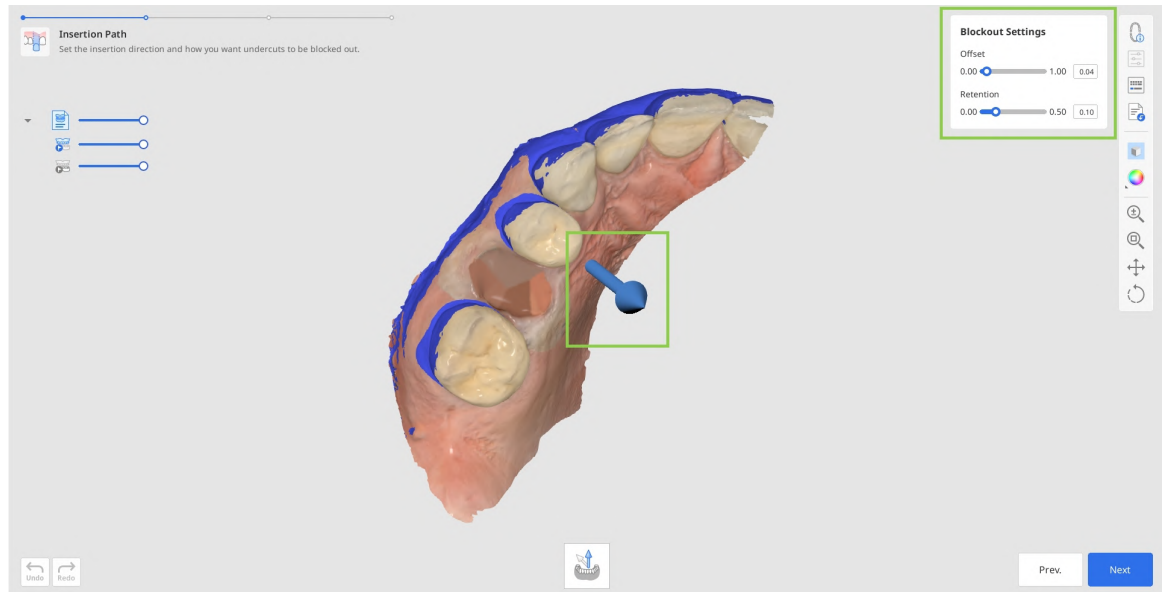 Insertion Path
Set the insertion direction and how you want undercuts to be blocked out.
Blockout Settings
Offset
0.00 1.00 0.04
Retention
0.00 0.50 0.10
Undo Redo
Prev. Next